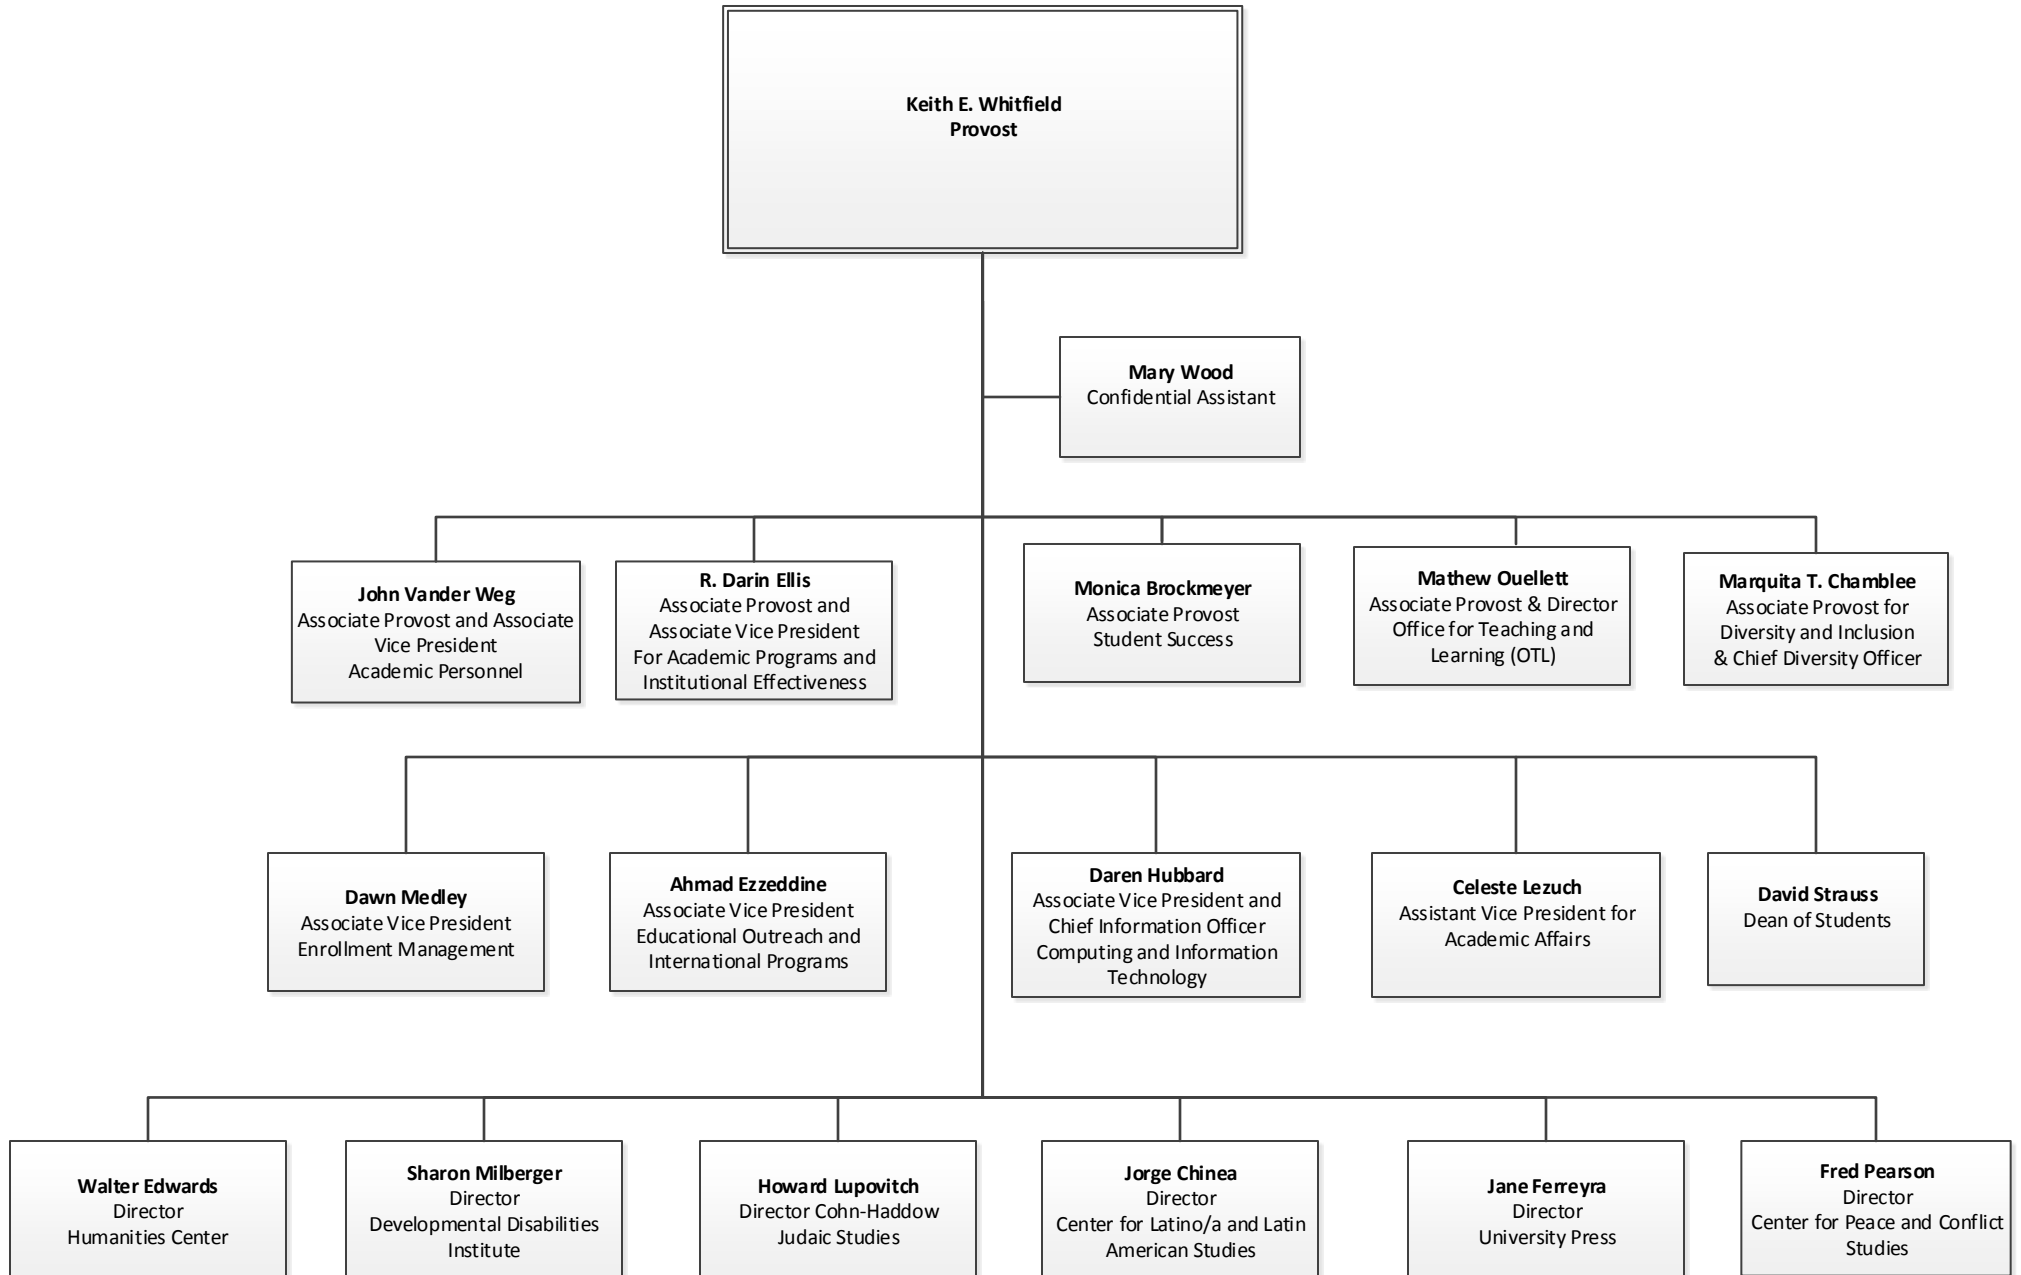 Keith E. Whitfield
Provost
Mary Wood
Confidential Assistant
John Vander Weg
Associate Provost and Associate
Vice President
Academic Personnel
R. Darin Ellis
Associate Provost and
Associate Vice President
For Academic Programs and
Institutional Effectiveness
Monica Brockmeyer
Associate Provost
Student Success
Mathew Ouellett
Associate Provost & Director
Office for Teaching and
Learning (OTL)
Marquita T. Chamblee
Associate Provost for
Diversity and Inclusion
& Chief Diversity Officer
Dawn Medley
Associate Vice President
Enrollment Management
Ahmad Ezzeddine
Associate Vice President
Educational Outreach and
International Programs
Daren Hubbard
Associate Vice President and
Chief Information Officer
Computing and Information
Technology
Celeste Lezuch
Assistant Vice President for
Academic Affairs
David Strauss
Dean of Students
Walter Edwards
Director
Humanities Center
Sharon Milberger
Director
Developmental Disabilities
Institute
Howard Lupovitch
Director Cohn-Haddow
Judaic Studies
Jorge Chinea
Director
Center for Latino/a and Latin
American Studies
Jane Ferreyra
Director
University Press
Fred Pearson
Director
Center for Peace and Conflict
Studies